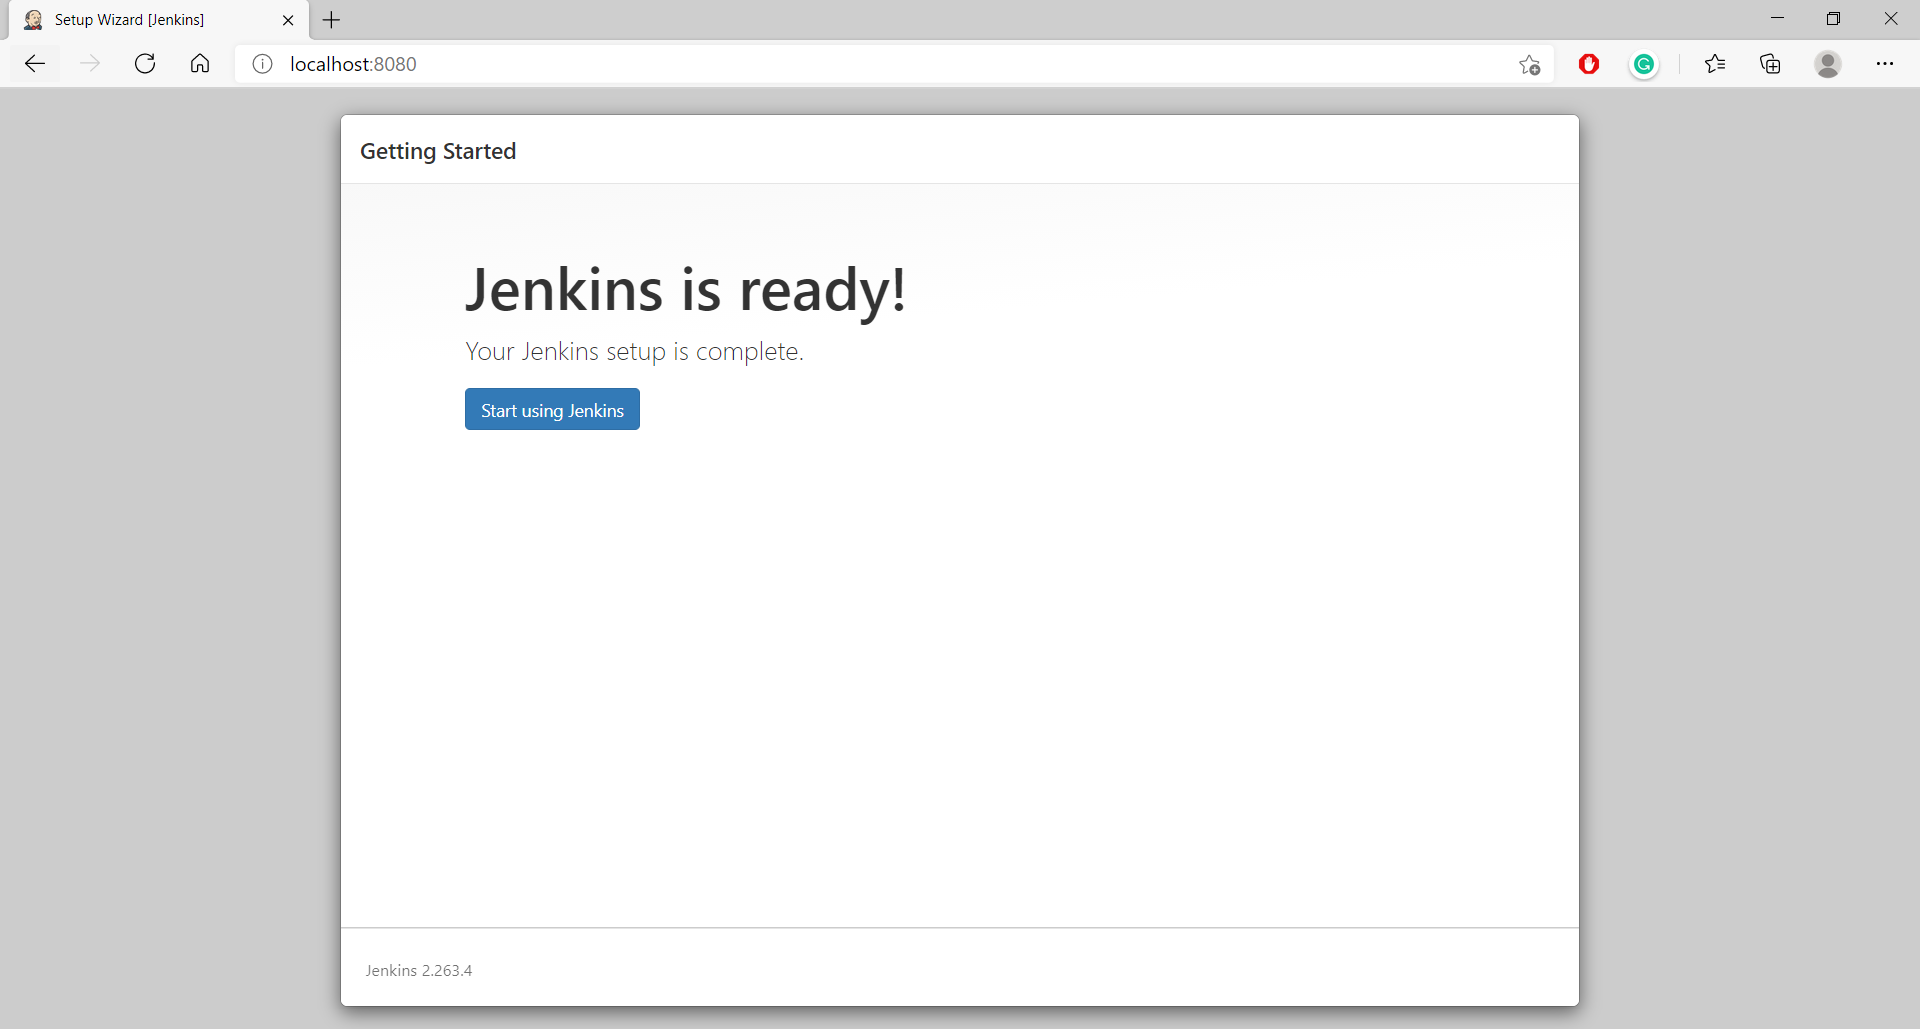 Setup Wizard [Jenkins]
localhost:8080
Getting Started
Jenkins is ready!
Your Jenkins setup is complete.
Start using Jenkins
Jenkins 2.263.4